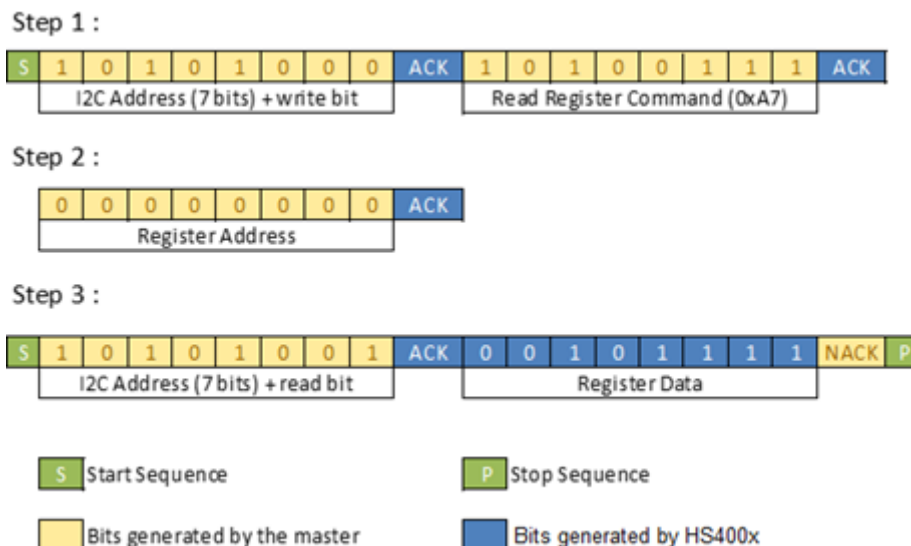 Step 1 :
S 1 0 1 0 1 0 0 0 ACK 1 0 1 0 0 1 1 1 ACK
I2C Address (7 bits) + write bit Read Register Command (0xA7)
Step 2 :
0 0 0 0 0 0 0 0 ACK
Register Address
Step 3 :
S 1 0 1 0 1 0 0 1 ACK 0 0 1 0 1 1 1 1 NACK P
I2C Address (7 bits) + read bit Register Data
S Start Sequence P Stop Sequence
Bits generated by the master Bits generated by HS400x